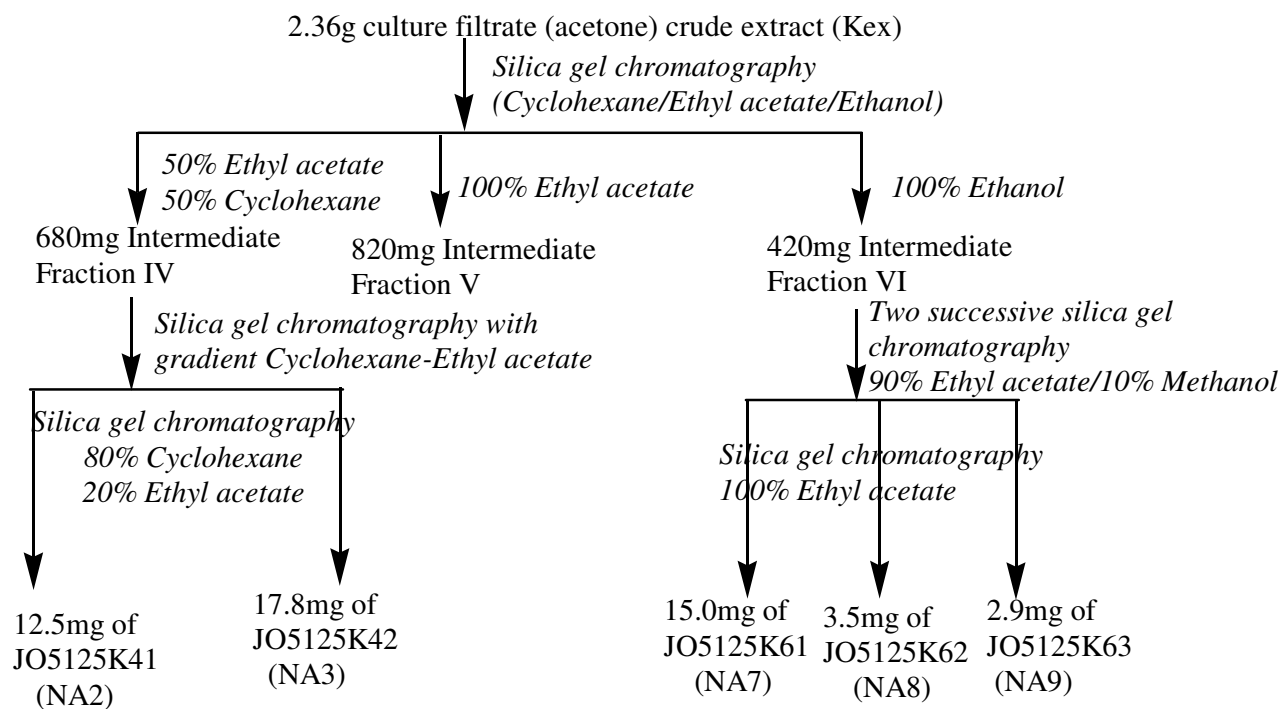 2.36g culture filtrate (acetone) crude extract (Kex)
Silica gel chromatography
(Cyclohexane/Ethyl acetate/Ethanol)
50% Ethyl acetate
50% Cyclohexane
100% Ethyl acetate
100% Ethanol
680mg Intermediate
Fraction IV
820mg Intermediate
Fraction V
420mg Intermediate
Fraction VI
Silica gel chromatography with
gradient Cyclohexane-Ethyl acetate
Two successive silica gel
chromatography
90% Ethyl acetate/10% Methanol
Silica gel chromatography
80% Cyclohexane
20% Ethyl acetate
Silica gel chromatography
100% Ethyl acetate
12.5mg of
JO5125K41
(NA2)
17.8mg of
JO5125K42
(NA3)
15.0mg of
JO5125K61
(NA7)
3.5mg of
JO5125K62
(NA8)
2.9mg of
JO5125K63
(NA9)